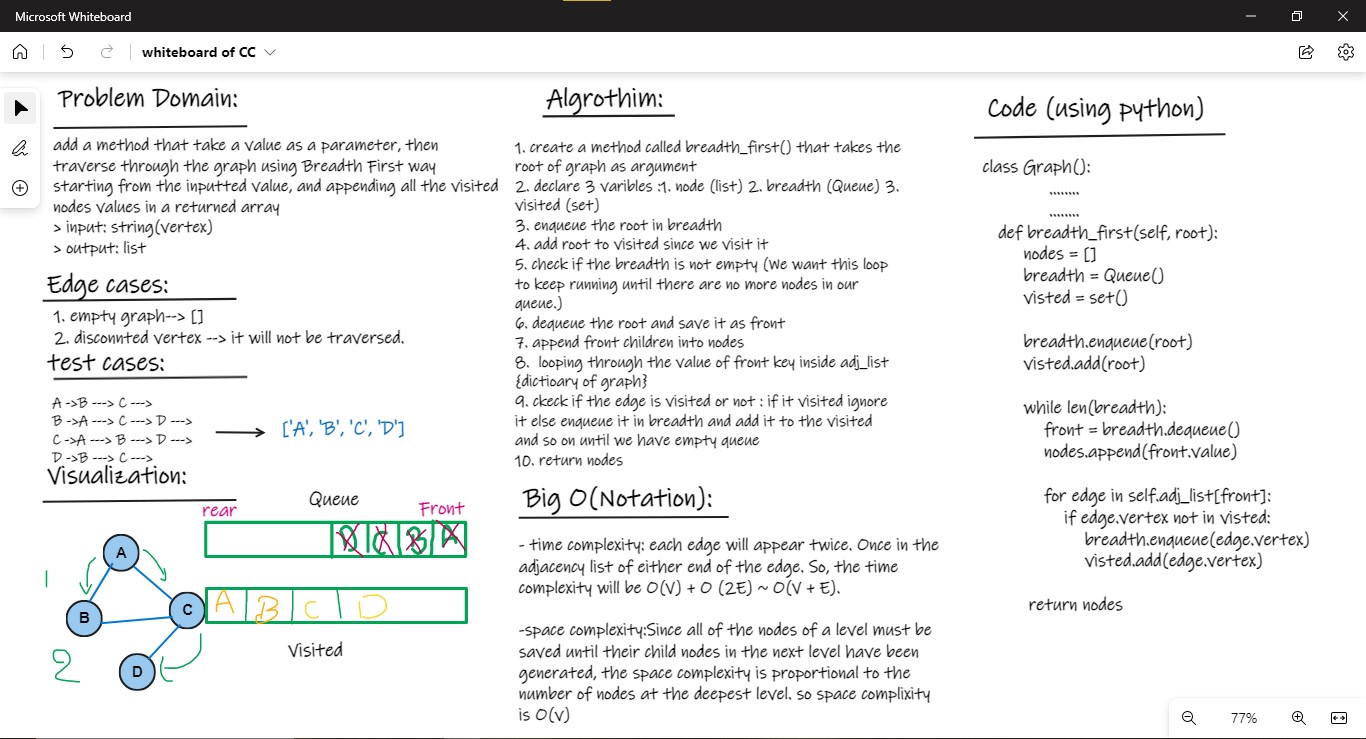 Microsoft Whiteboard
whiteboard of CC
Problem Domain:
add a method that take a value as a parameter, then
traverse through the graph using Breadth First way
starting from the inputted value, and appending all the visited
nodes values in a returned array
> input: string(vertex)
> output: list
Edge cases:
1. empty graph--> []
2. disconnted vertex --> it will not be traversed.
test cases:
A ->B ---> C --->
B ->A ---> C ---> D --->
C ->A ---> B ---> D --->
D ->B ---> C --->
['A', 'B', 'C', 'D']
Visualization:
Queue
rear
Front
D C B A
A B C D
Visited
A
B
C
D
1
2
Algrothim:
1. create a method called breadth_first() that takes the
root of graph as argument
2. declare 3 varibles :1. node (list) 2. breadth (Queue) 3.
visited (set)
3. enqueue the root in breadth
4. add root to visited since we visit it
5. check if the breadth is not empty (We want this loop
to keep running until there are no more nodes in our
queue.)
6. dequeue the root and save it as front
7. append front children into nodes
8. looping through the value of front key inside adj_list
{dictioary of graph}
9. ckeck if the edge is visited or not : if it visited ignore
it else enqueue it in breadth and add it to the visited
and so on until we have empty queue
10. return nodes
Big O(Notation):
- time complexity: each edge will appear twice. Once in the
adjacency list of either end of the edge. So, the time
complexity will be O(V) + O (2E) ~ O(V + E).
-space complexity:Since all of the nodes of a level must be
saved until their child nodes in the next level have been
generated, the space complexity is proportional to the
number of nodes at the deepest level. so space complixity
is O(V)
Code (using python)
class Graph():
........
........
def breadth_first(self, root):
nodes = []
breadth = Queue()
visted = set()
breadth.enqueue(root)
visted.add(root)
while len(breadth):
front = breadth.dequeue()
nodes.append(front.value)
for edge in self.adj_list[front]:
if edge.vertex not in visted:
breadth.enqueue(edge.vertex)
visted.add(edge.vertex)
return nodes
77%